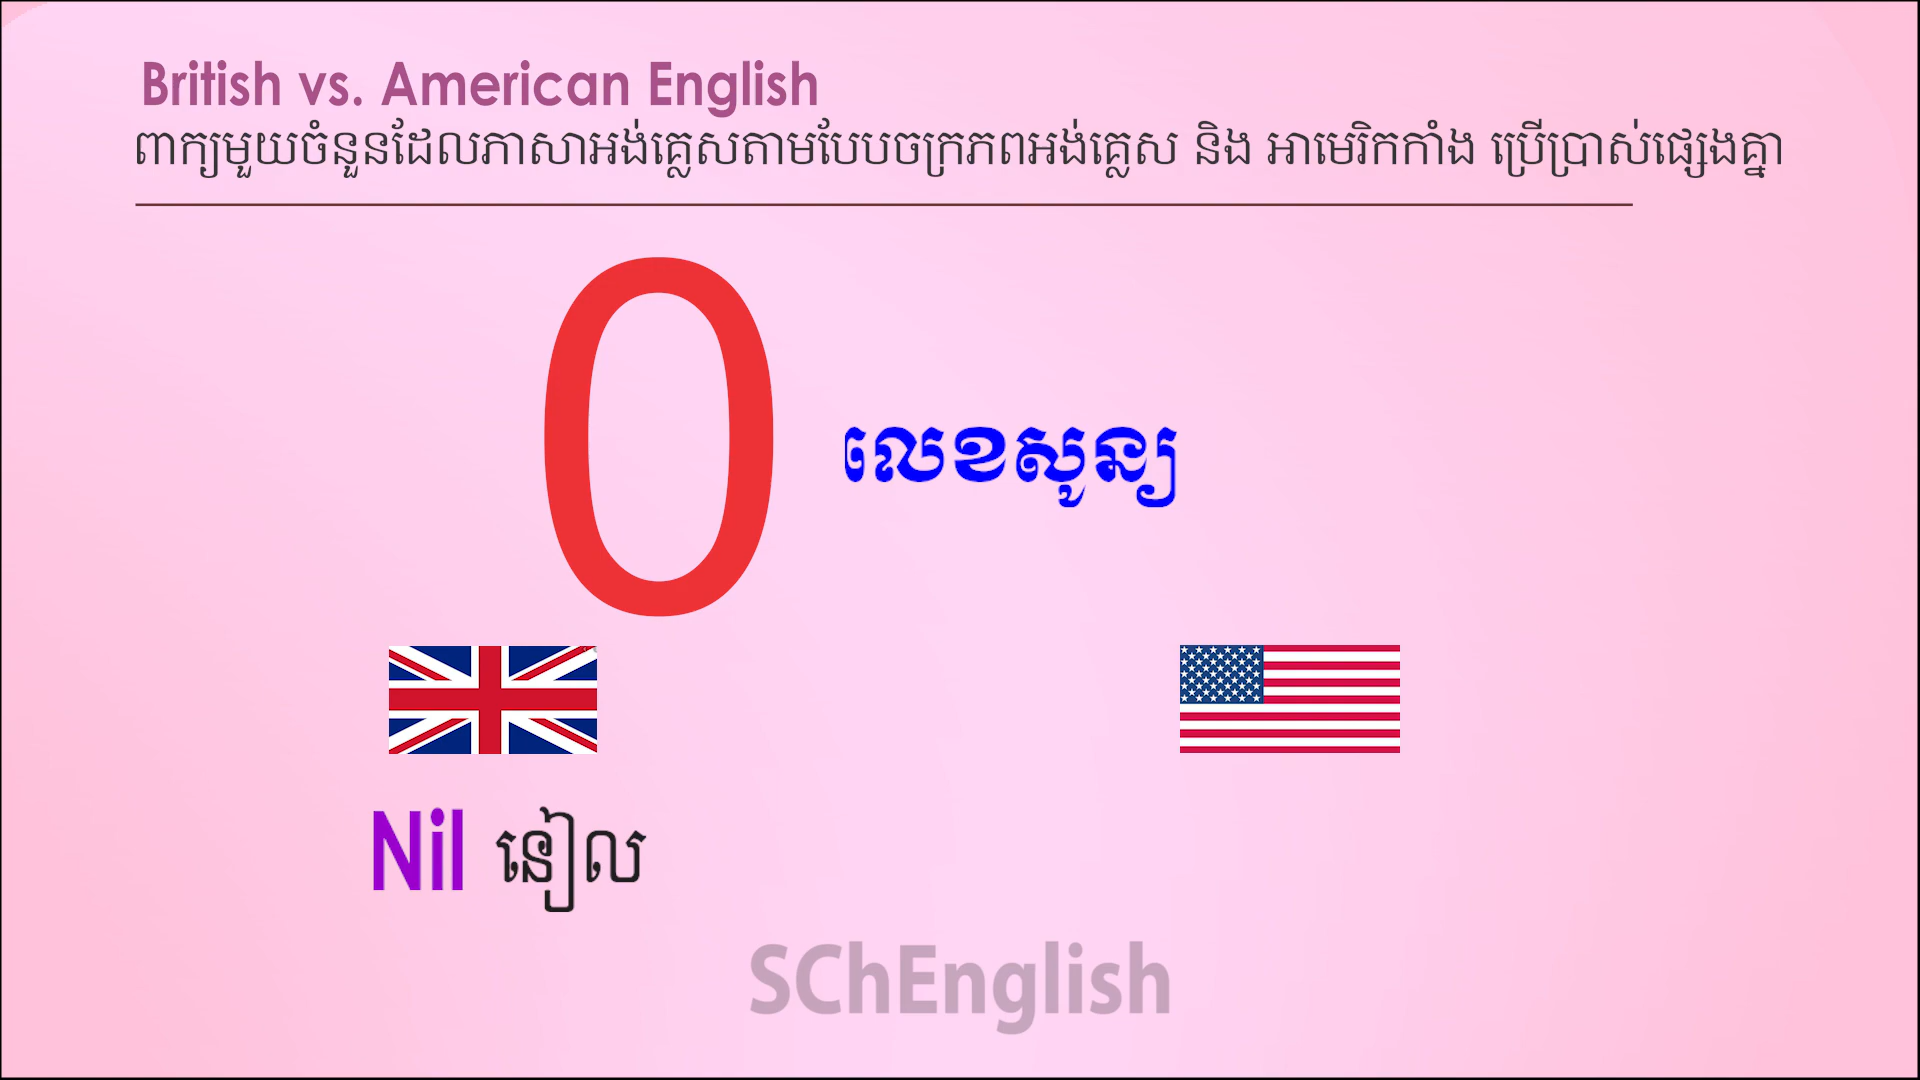 British vs. American English
ពាក្យមួយចំនួនដែលភាសាអង់គ្លេសតាមបែបចក្រភពអង់គ្លេស និង អាមេរិកកាំង ប្រើប្រាស់ផ្សេងគ្នា
0 លេខសូន្យ
Nil នៀល
SChEnglish